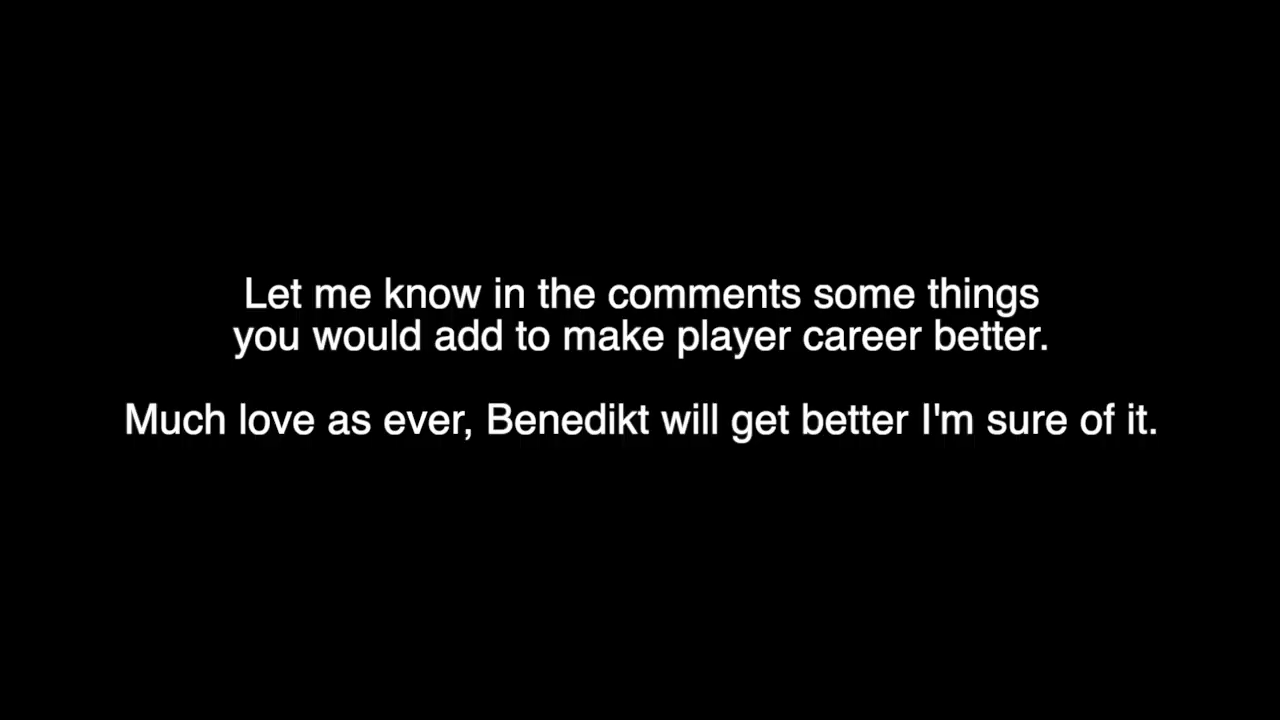 Let me know in the comments some things
you would add to make player career better.
Much love as ever, Benedikt will get better I'm sure of it.